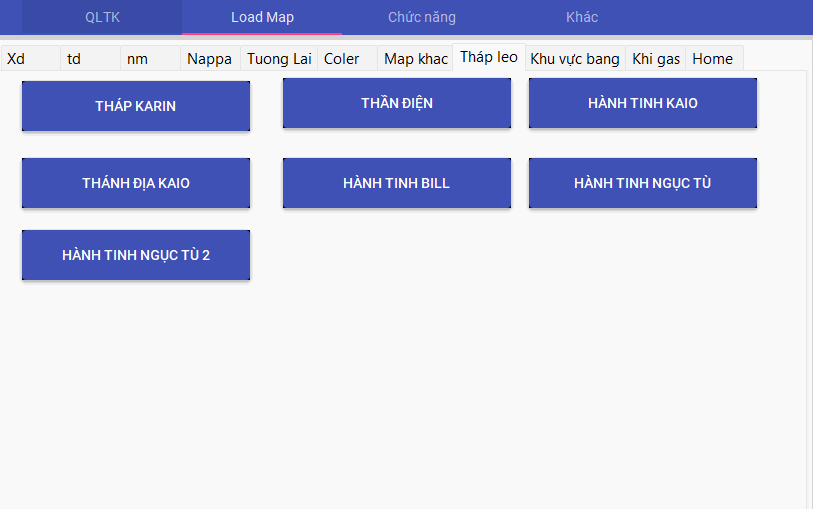 QLTK Load Map Chức năng Khác
Xd td nm Nappa Tuong Lai Coler Map khac Tháp leo Khu vực bang Khi gas Home
THÁP KARIN THẦN ĐIỆN HÀNH TINH KAIO
THÁNH ĐỊA KAIO HÀNH TINH BILL HÀNH TINH NGỤC TÙ
HÀNH TINH NGỤC TÙ 2